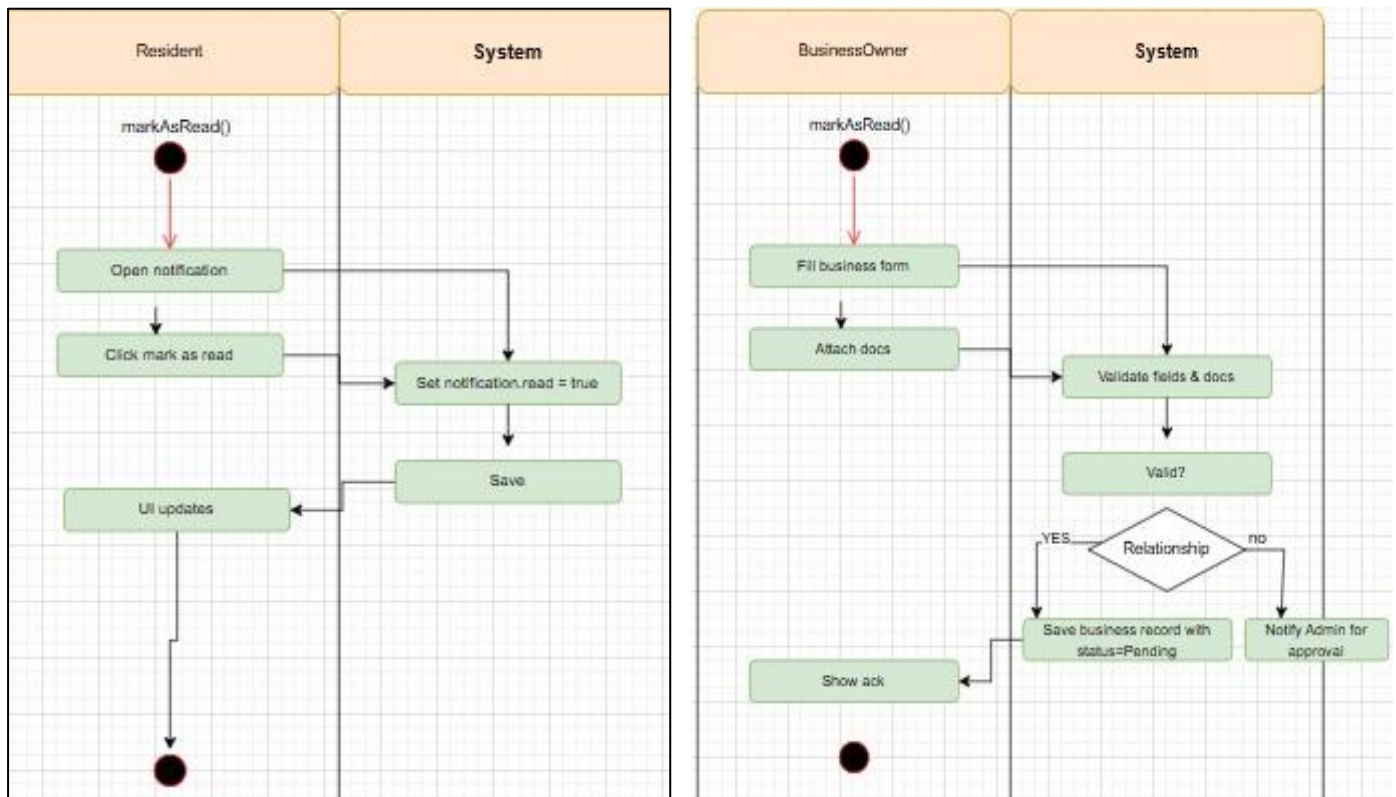 Resident
System
markAsRead()
Open notification
Click mark as read
Set notification.read = true
Save
UI updates
BusinessOwner
System
markAsRead()
Fill business form
Attach docs
Validate fields & docs
Valid?
YES
Relationship
no
Save business record with
status=Pending
Notify Admin for
approval
Show ack